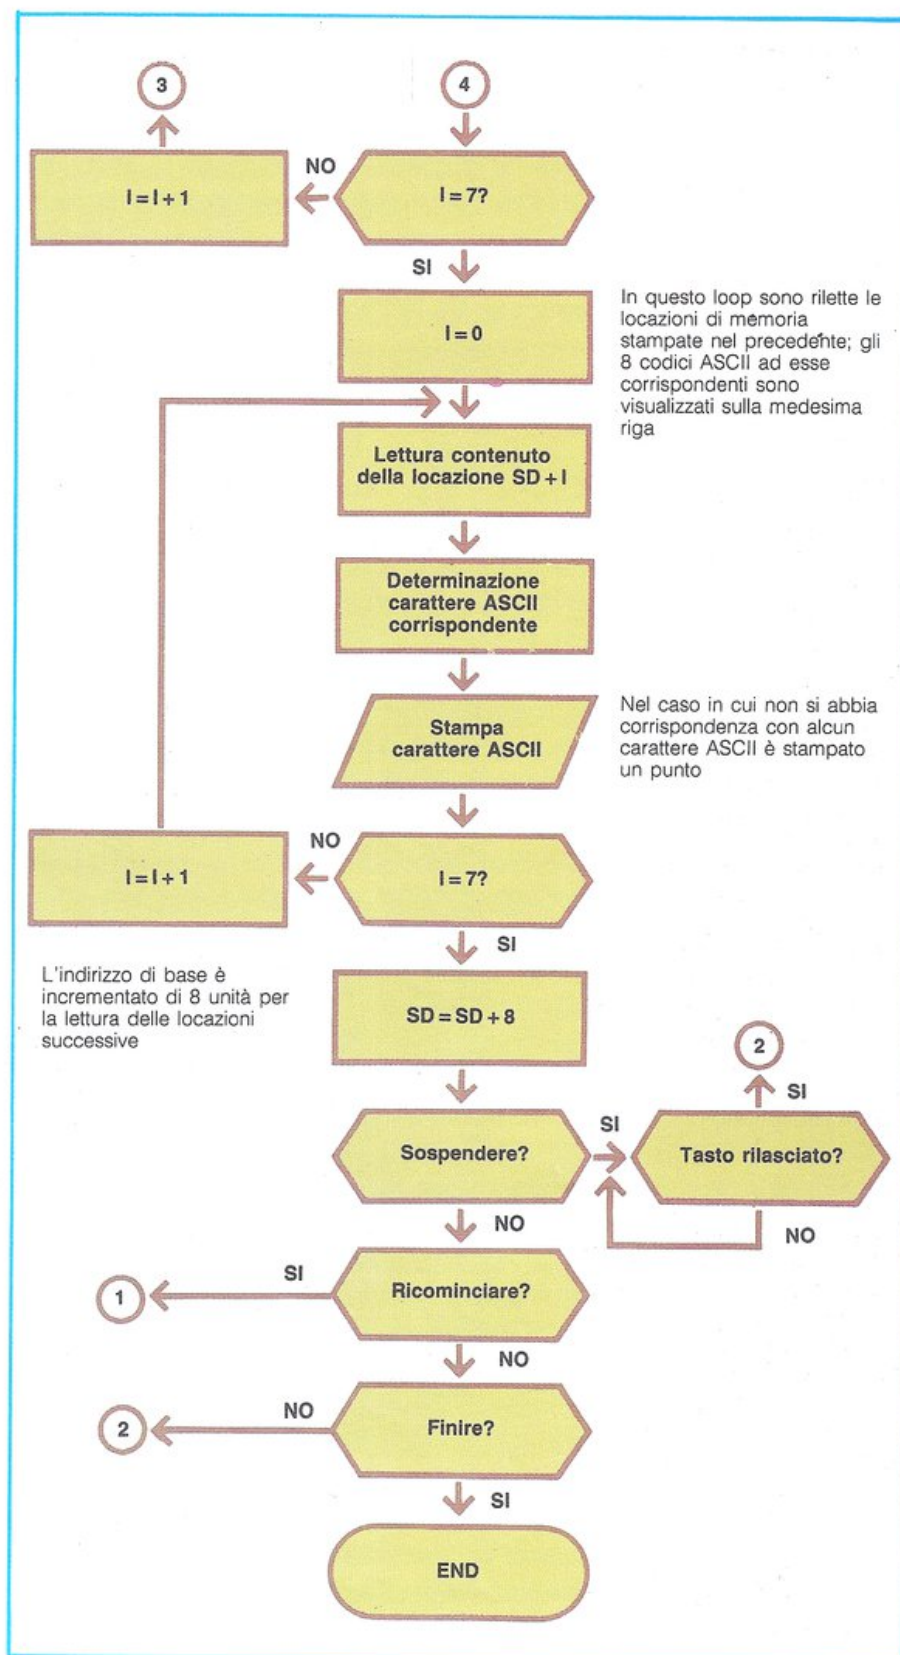 3
4
I = I + 1
NO
I = 7?
SI
I = 0
In questo loop sono rilette le
locazioni di memoria
stampate nel precedente; gli
8 codici ASCII ad esse
corrispondenti sono
visualizzati sulla medesima
riga
Lettura contenuto
della locazione SD + I
Determinazione
carattere ASCII
corrispondente
Stampa
carattere ASCII
Nel caso in cui non si abbia
corrispondenza con alcun
carattere ASCII è stampato
un punto
I = I + 1
NO
I = 7?
SI
L'indirizzo di base è
incrementato di 8 unità per
la lettura delle locazioni
successive
SD = SD + 8
2
SI
Sospendere?
SI
Tasto rilasciato?
NO
NO
1
SI
Ricominciare?
NO
2
NO
Finire?
SI
END